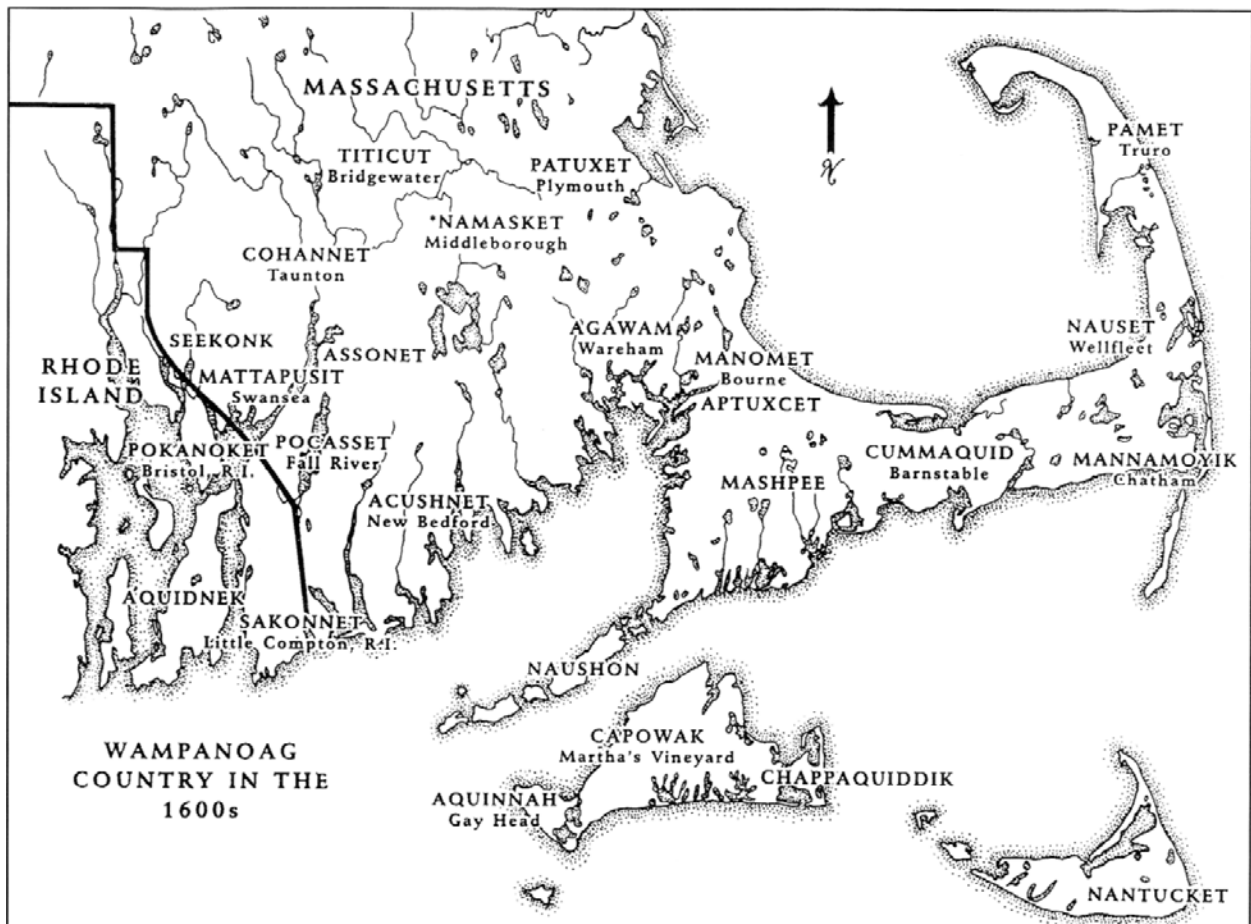 MASSACHUSETTS
PAMET
Truro
TITICUT
Bridgewater
PATUXET
Plymouth
N
*NAMASKET
Middleborough
COHANNET
Taunton
SEEKONK
ASSONET
AGAWAM
Wareham
MANOMET
Bourne
NAUSET
Wellfleet
RHODE
ISLAND
MATTAPUSIT
Swansea
APTUXCET
POKANOKET
Bristol, R.I.
POCASSET
Fall River
CUMMAQUID
Barnstable
MANNAMOYIK
Chatham
ACUSHNET
New Bedford
MASHPEE
AQUIDNEK
SAKONNET
Little Compton, R.I.
NAUSHON
WAMPANOAG
COUNTRY IN THE
1600s
CAPOWAK
Martha's Vineyard
CHAPPAQUIDDIK
AQUINNAH
Gay Head
NANTUCKET